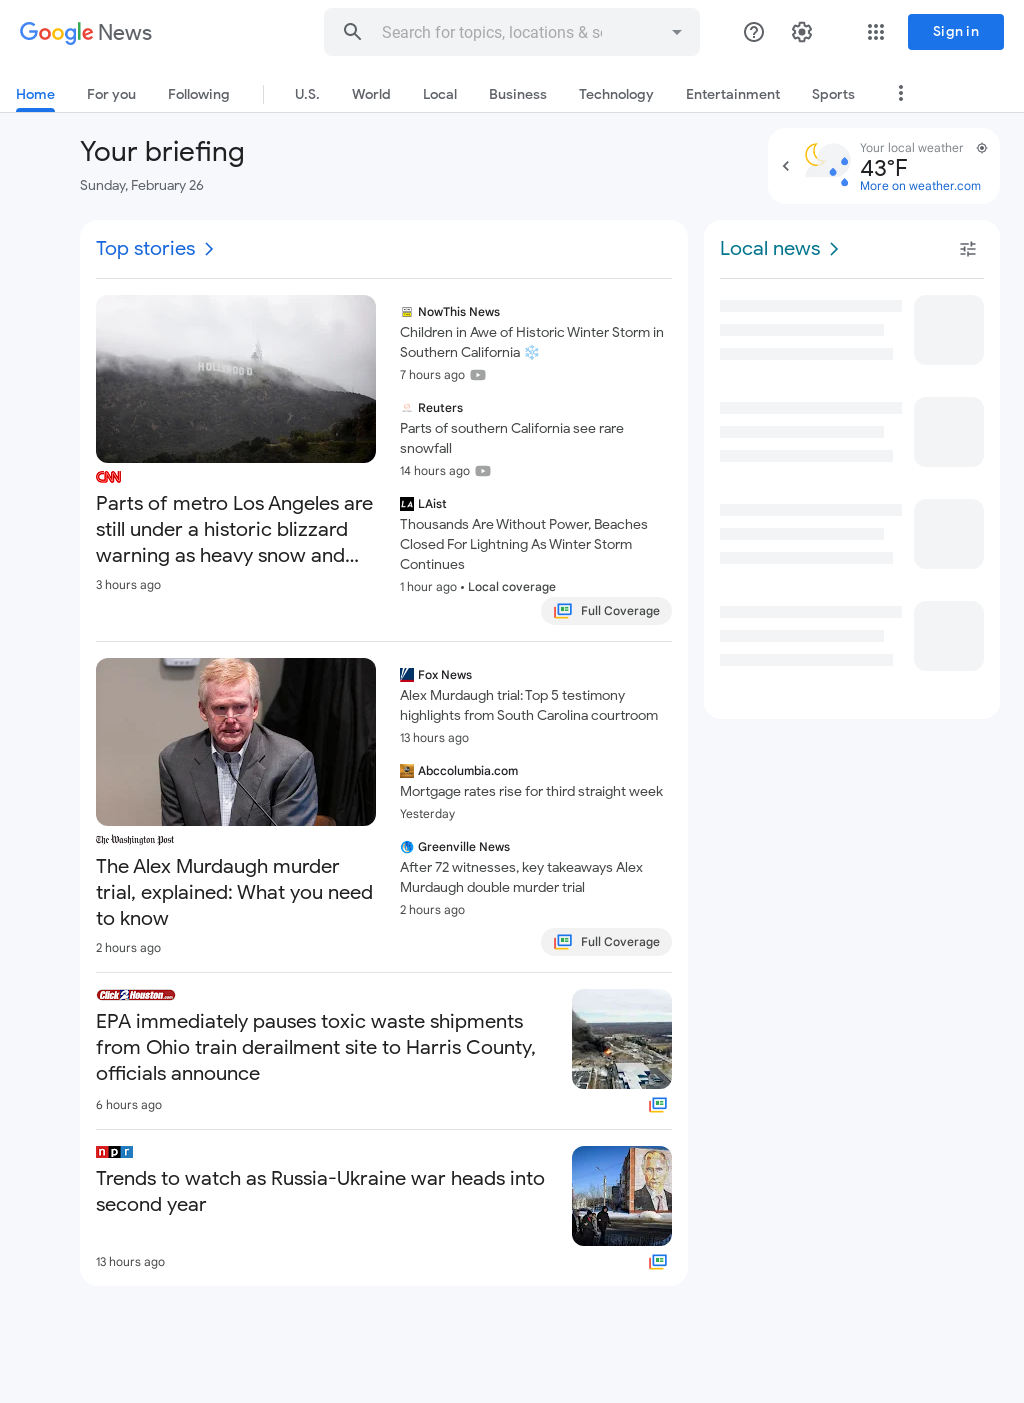 Google News
Search for topics, locations & s
Sign in
Home
For you
Following
U.S.
World
Local
Business
Technology
Entertainment
Sports
Your briefing
Sunday, February 26
Your local weather
43°F
More on weather.com
Top stories
HOLLYWOOD
CNN
Parts of metro Los Angeles are
still under a historic blizzard
warning as heavy snow and...
3 hours ago
NowThis News
Children in Awe of Historic Winter Storm in
Southern California ❄️
7 hours ago
Reuters
Parts of southern California see rare
snowfall
14 hours ago
LA
LAist
Thousands Are Without Power, Beaches
Closed For Lightning As Winter Storm
Continues
1 hour ago • Local coverage
Full Coverage
The Washington Post
The Alex Murdaugh murder
trial, explained: What you need
to know
2 hours ago
Fox News
Alex Murdaugh trial: Top 5 testimony
highlights from South Carolina courtroom
13 hours ago
Abccolumbia.com
Mortgage rates rise for third straight week
Yesterday
Greenville News
After 72 witnesses, key takeaways Alex
Murdaugh double murder trial
2 hours ago
Full Coverage
Click2Houston.com
EPA immediately pauses toxic waste shipments
from Ohio train derailment site to Harris County,
officials announce
6 hours ago
npr
Trends to watch as Russia-Ukraine war heads into
second year
13 hours ago
Local news